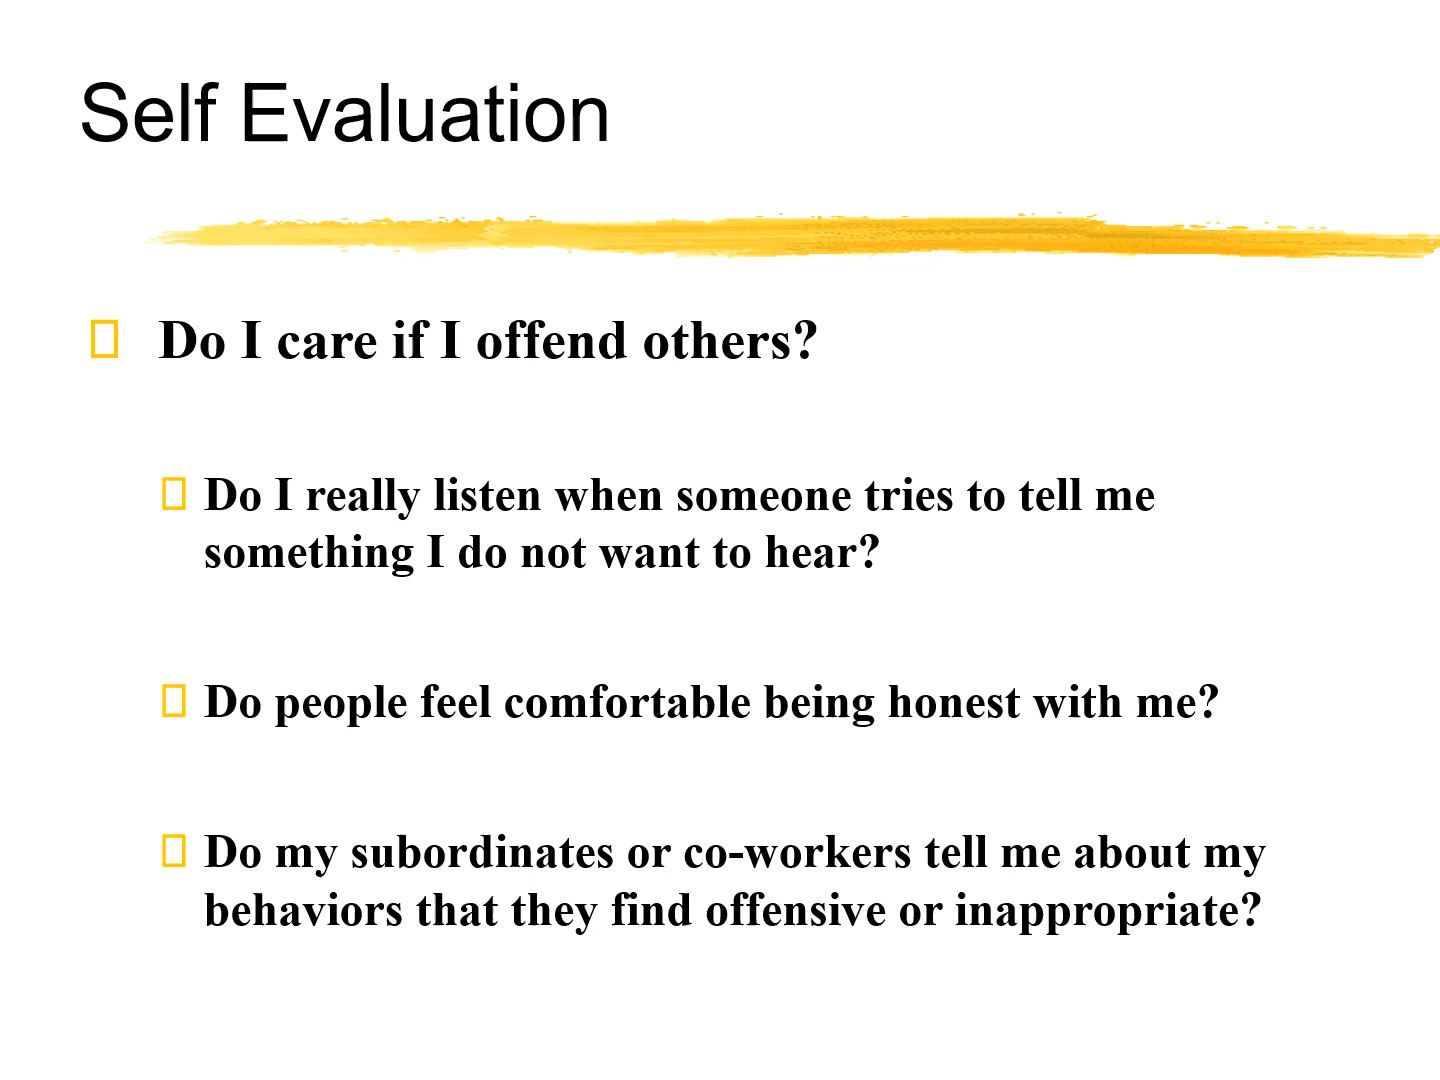 Self Evaluation
Do I care if I offend others?
Do I really listen when someone tries to tell me
something I do not want to hear?
Do people feel comfortable being honest with me?
Do my subordinates or co-workers tell me about my
behaviors that they find offensive or inappropriate?